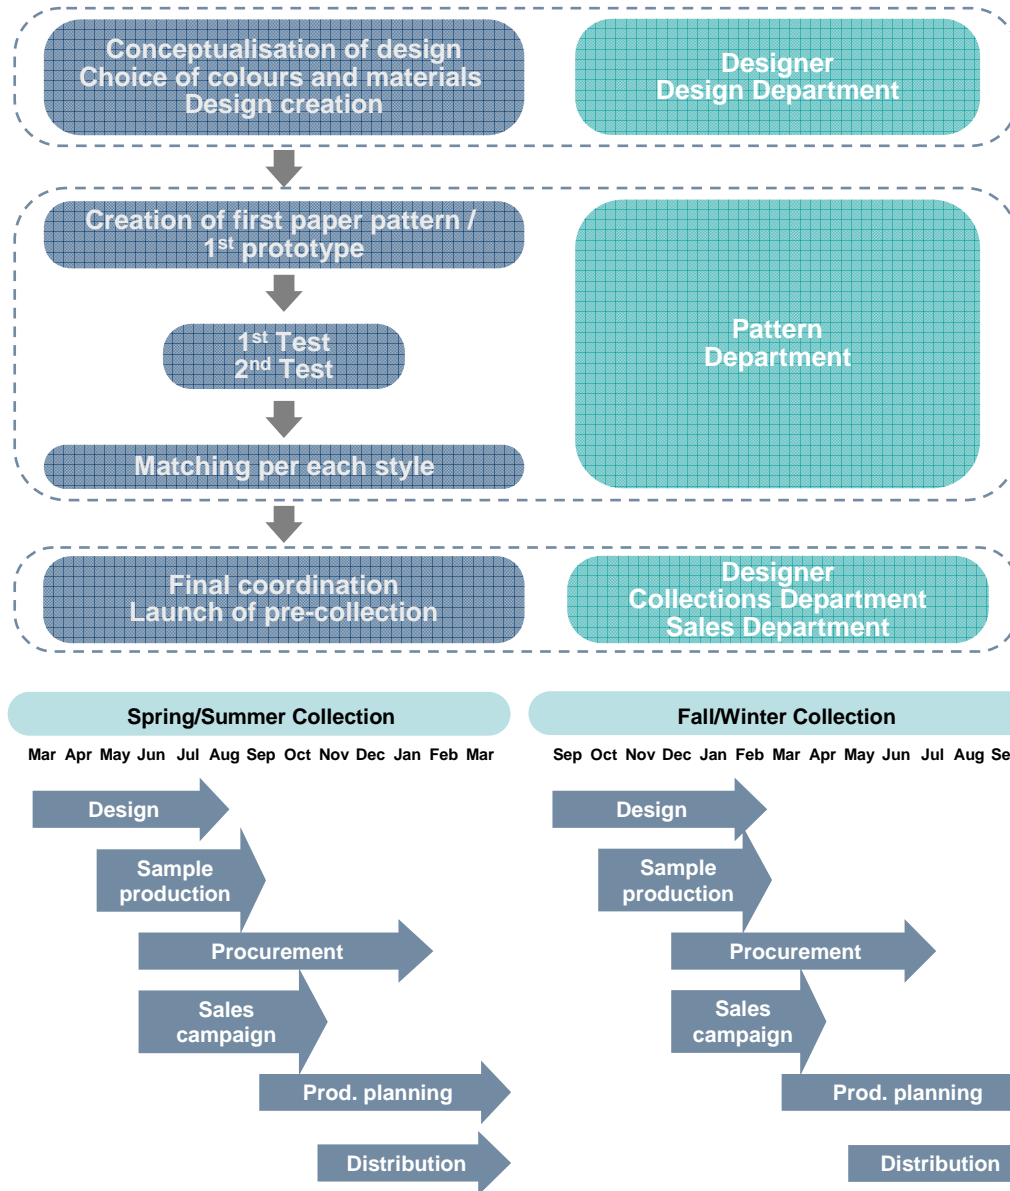 Conceptualisation of design
Choice of colours and materials
Design creation
Designer
Design Department
Creation of first paper pattern /
1st prototype
1st Test
2nd Test
Matching per each style
Pattern
Department
Final coordination
Launch of pre-collection
Designer
Collections Department
Sales Department
Spring/Summer Collection
Mar Apr May Jun Jul Aug Sep Oct Nov Dec Jan Feb Mar
Design
Sample
production
Procurement
Sales
campaign
Prod. planning
Distribution
Fall/Winter Collection
Sep Oct Nov Dec Jan Feb Mar Apr May Jun Jul Aug Se
Design
Sample
production
Procurement
Sales
campaign
Prod. planning
Distribution